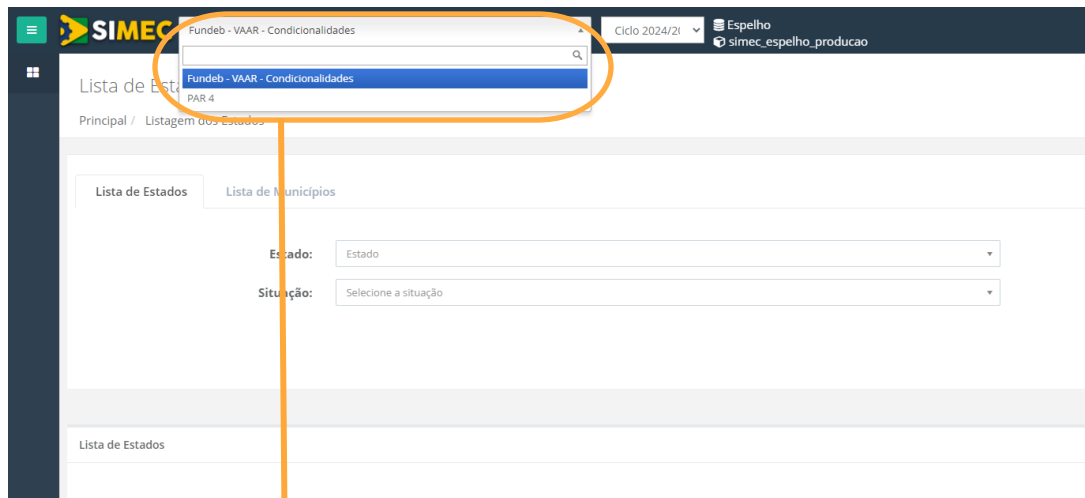 SIMEC
Fundeb - VAAR - Condicionalidades
Ciclo 2024/2
Espelho
simec_espelho_producao
Fundeb - VAAR - Condicionalidades
PAR 4
Lista de Esta
Principal / Listagem dos Estados
Lista de Estados
Lista de Municípios
Estado:
Estado
Situação:
Selecione a situação
Lista de Estados